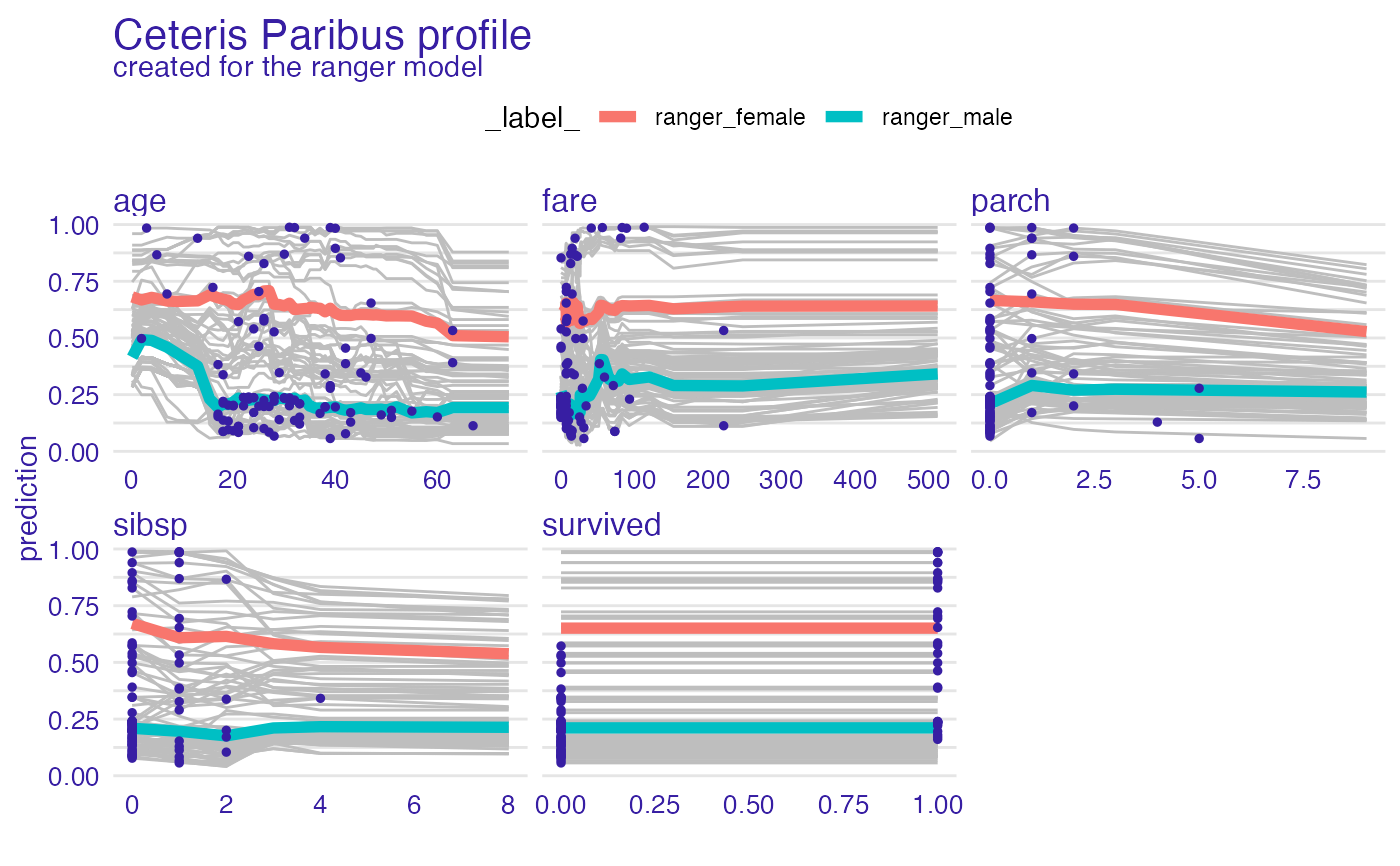 Ceteris Paribus profile
created for the ranger model
_label_ ranger_female ranger_male
age fare parch
1.00
0.75
0.50
0.25
0.00
0 20 40 60 0 100 200 300 400 500 0.0 2.5 5.0 7.5
prediction
sibsp survived
1.00
0.75
0.50
0.25
0.00
0 2 4 6 8 0.00 0.25 0.50 0.75 1.00